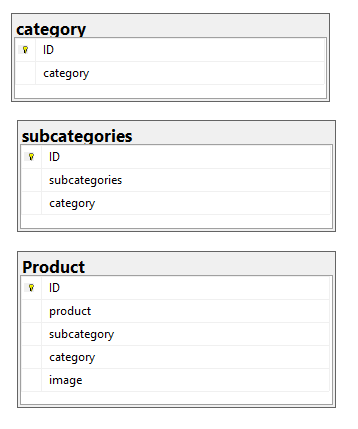 category
ID
category
subcategories
ID
subcategories
category
Product
ID
product
subcategory
category
image